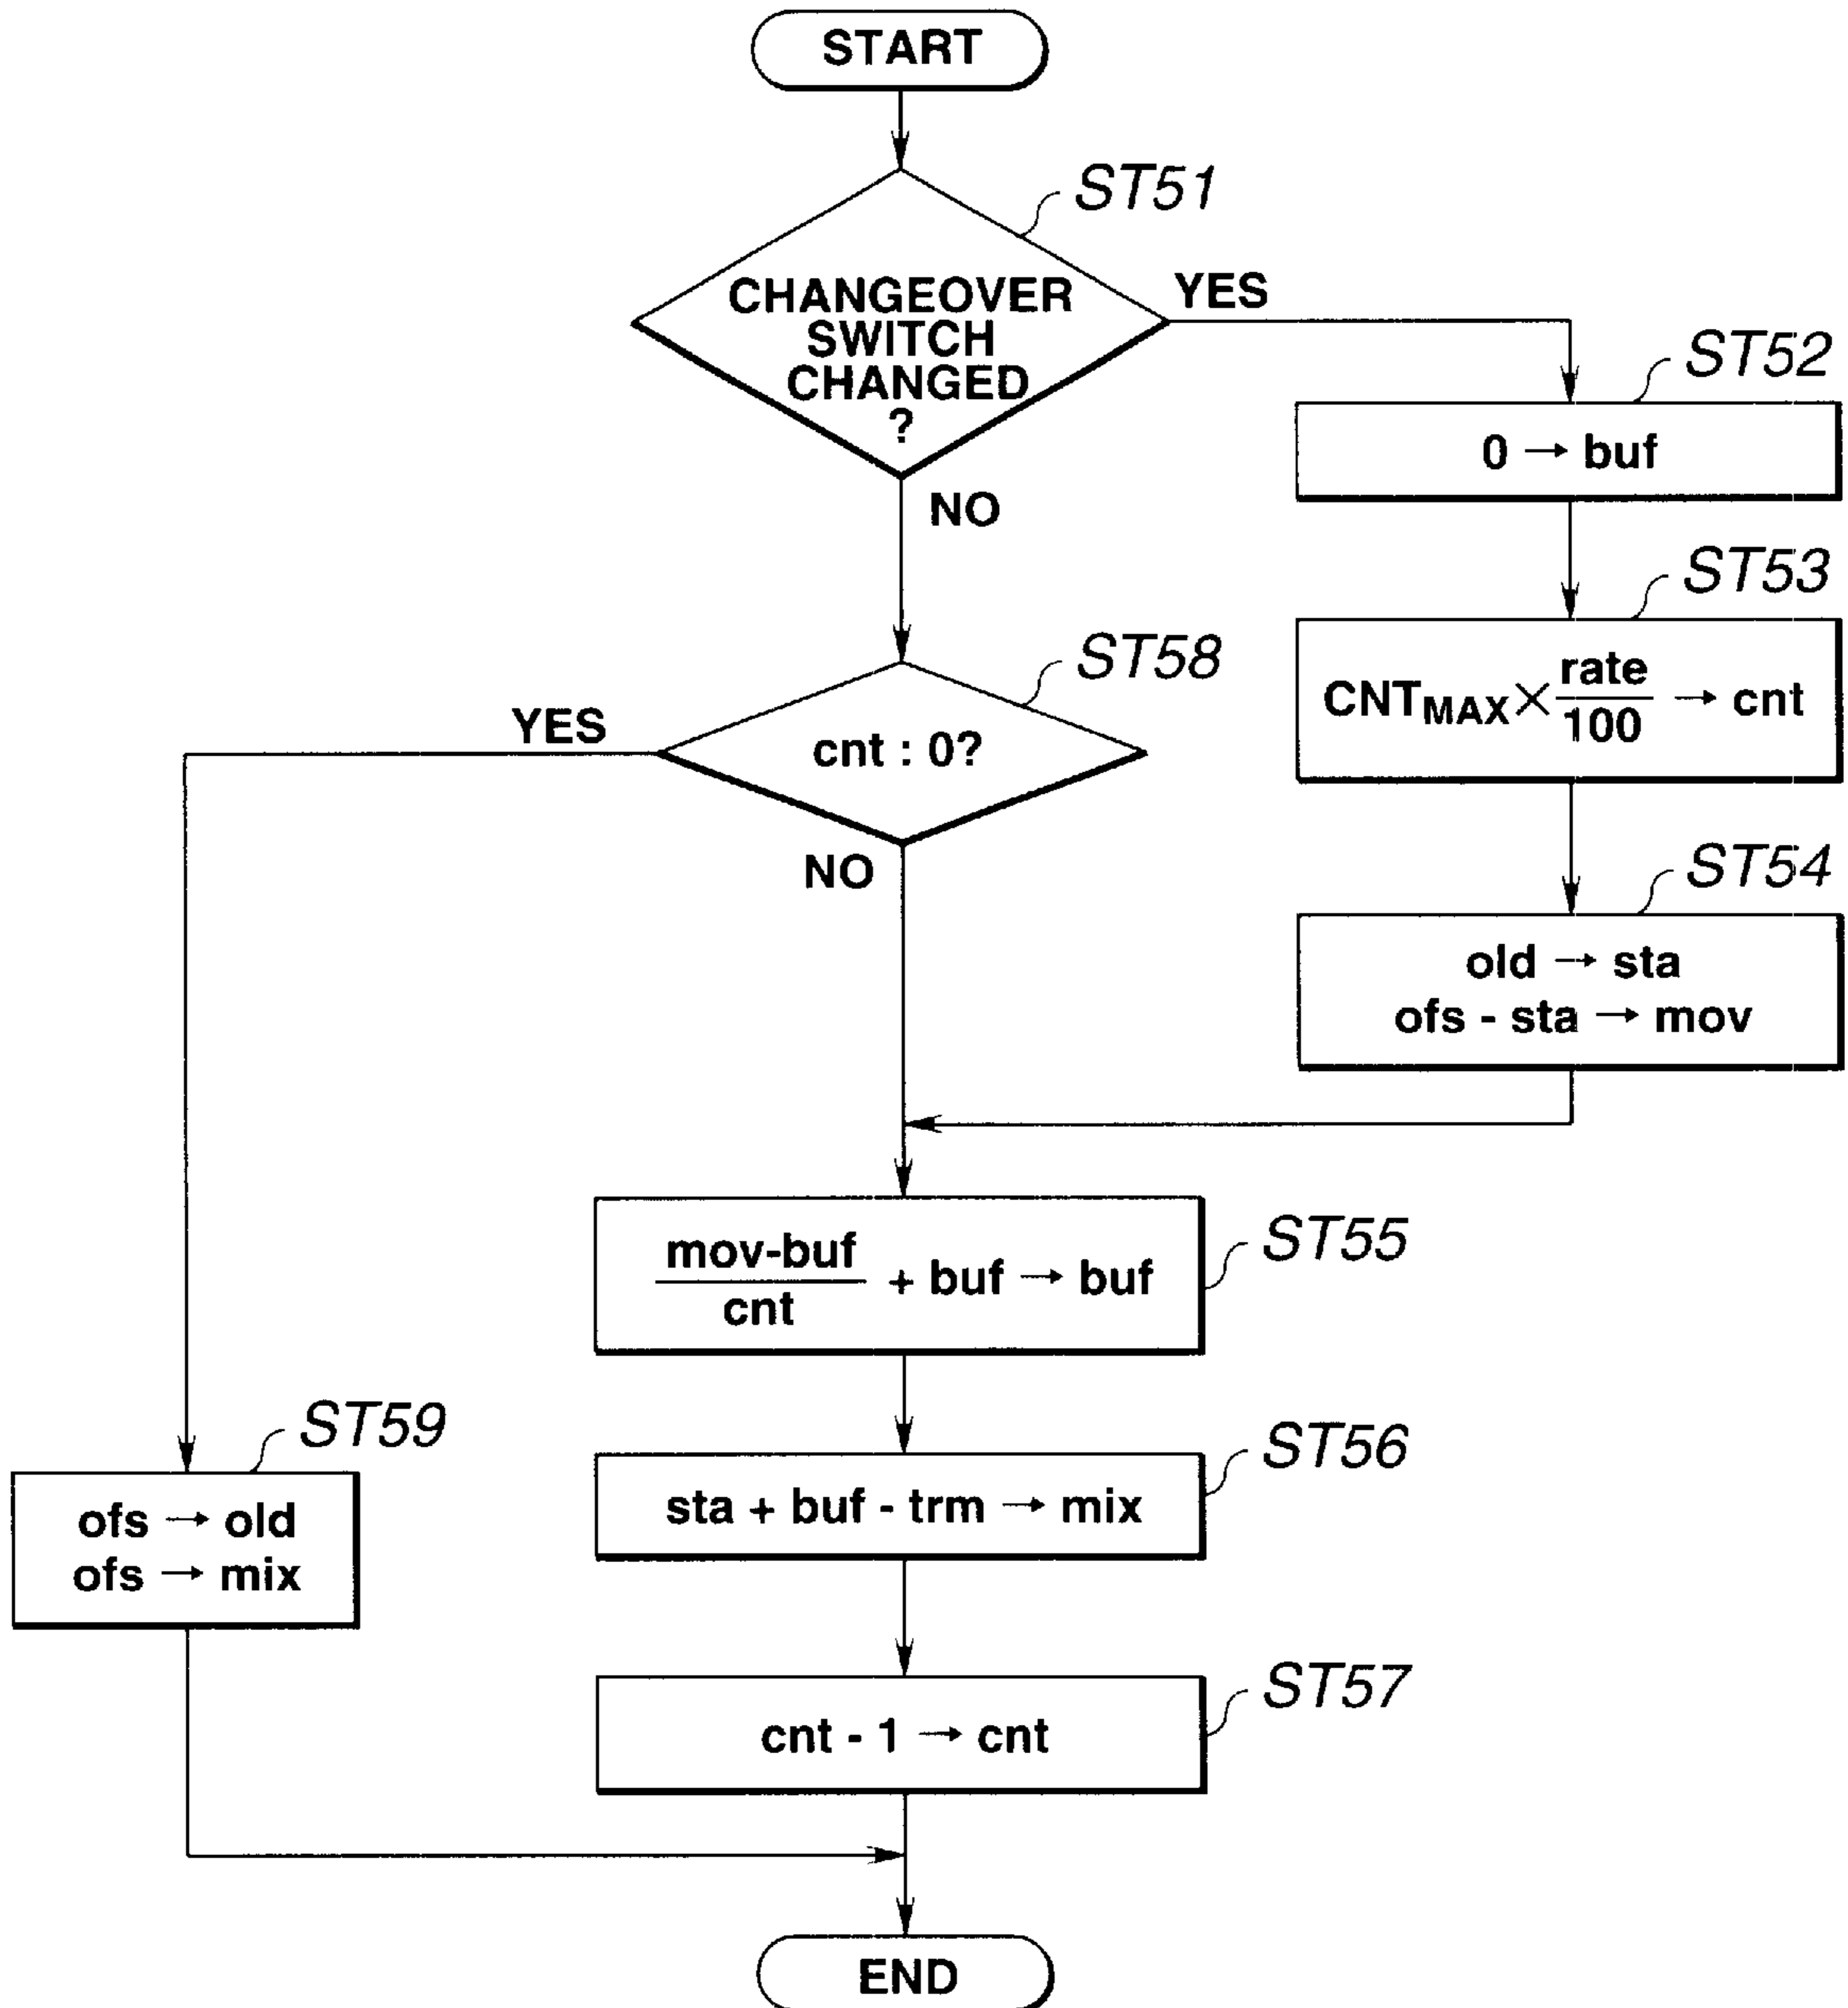 START
ST51
CHANGEOVER
SWITCH
CHANGED
?
YES
NO
ST52
0 → buf
ST53
CNTMAX × rate/100 → cnt
ST54
old → sta
ofs - sta → mov
ST58
cnt : 0?
YES
NO
ST55
mov-buf/cnt + buf → buf
ST56
sta + buf - trm → mix
ST57
cnt - 1 → cnt
ST59
ofs → old
ofs → mix
END